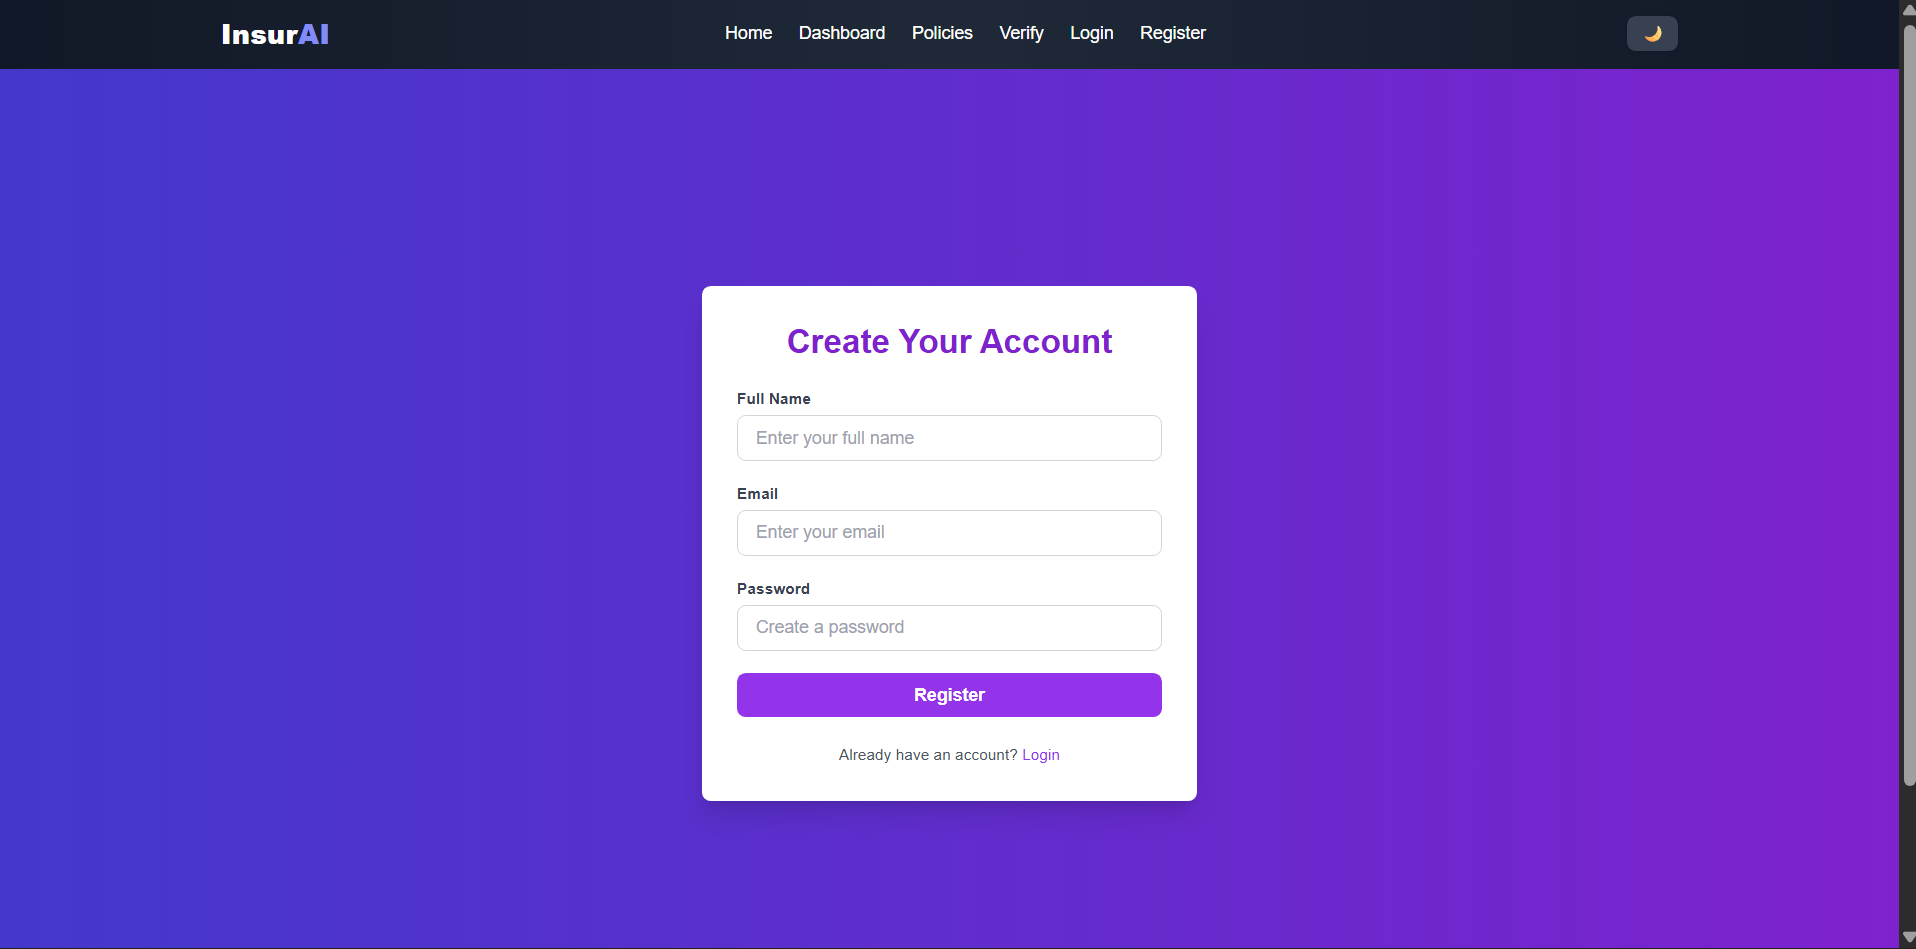 InsurAI
Home Dashboard Policies Verify Login Register
Create Your Account
Full Name
Enter your full name
Email
Enter your email
Password
Create a password
Register
Already have an account? Login